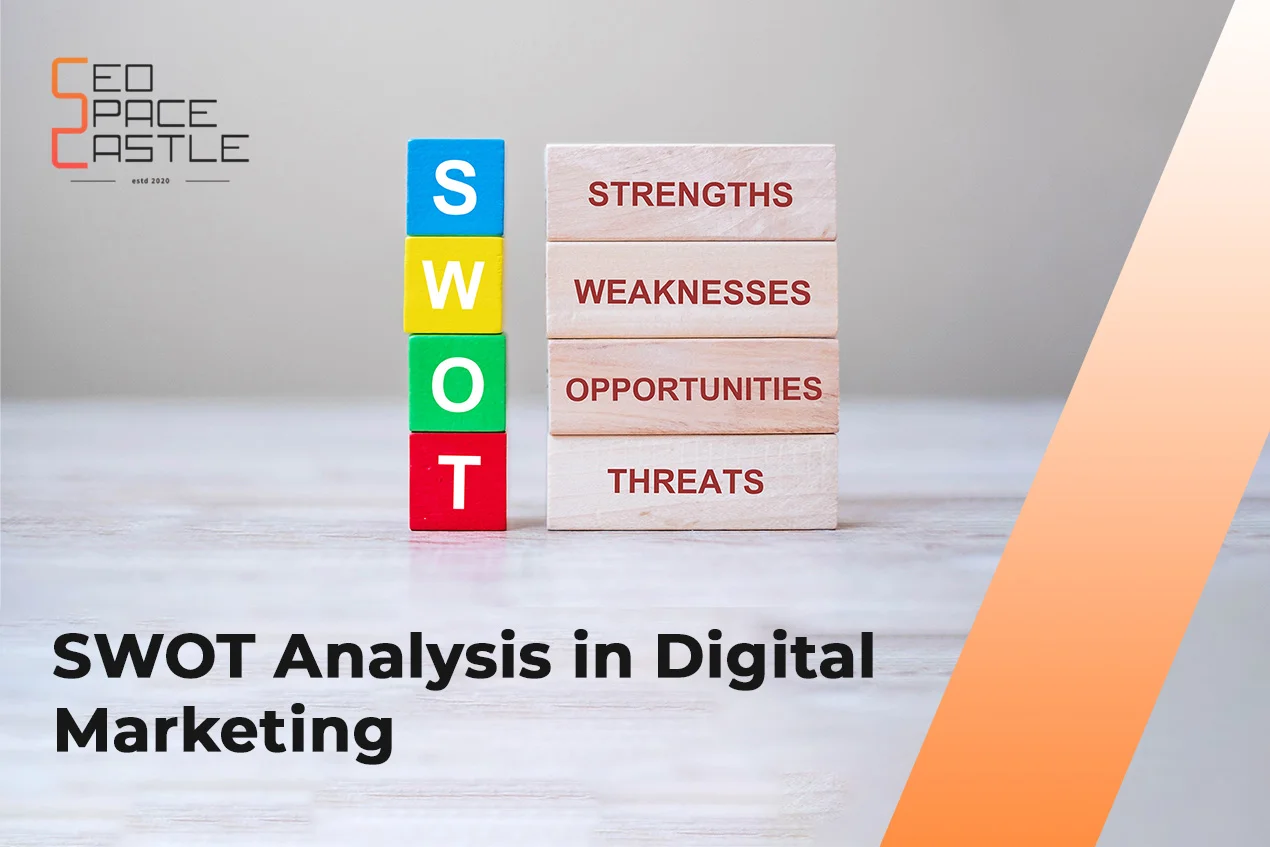 SEO
SPACE
CASTLE
estd 2020
S STRENGTHS
W WEAKNESSES
O OPPORTUNITIES
T THREATS
SWOT Analysis in Digital
Marketing